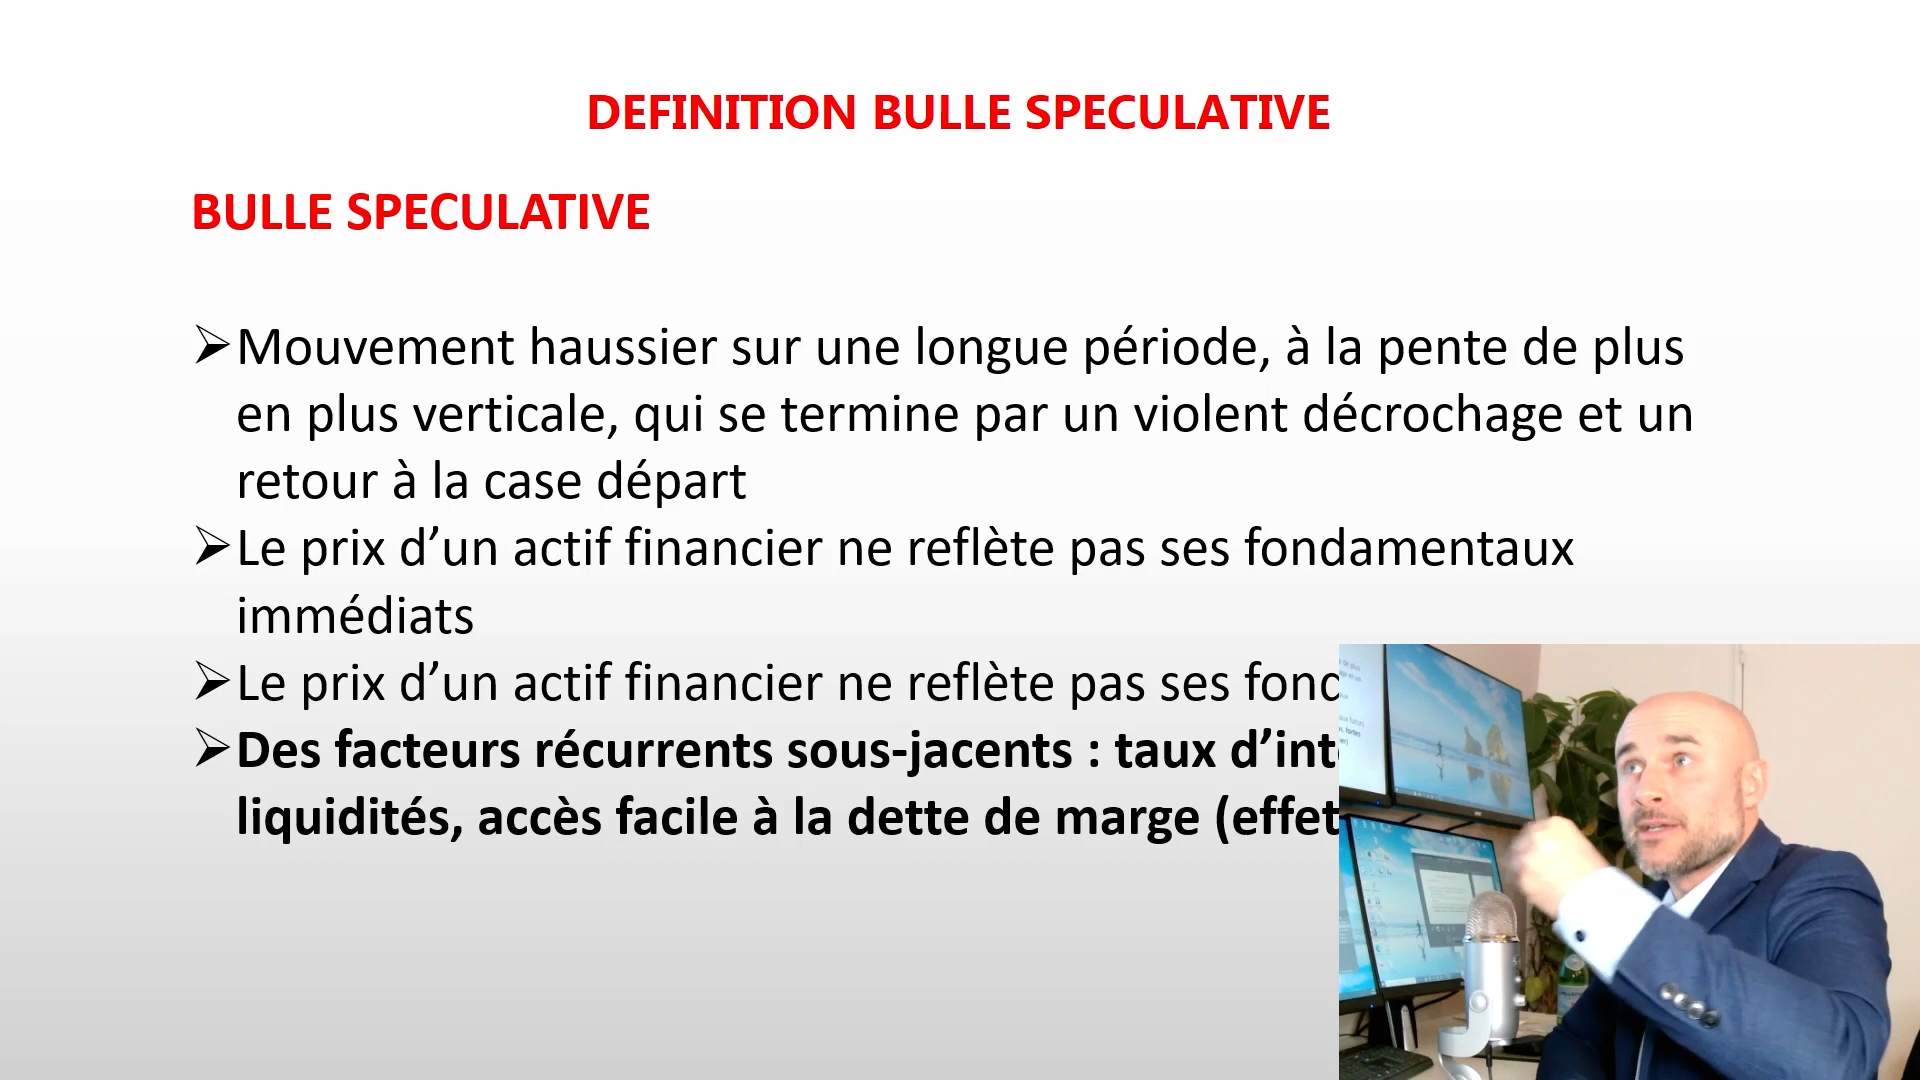 DEFINITION BULLE SPECULATIVE
BULLE SPECULATIVE
➢Mouvement haussier sur une longue période, à la pente de plus
en plus verticale, qui se termine par un violent décrochage et un
retour à la case départ
➢Le prix d’un actif financier ne reflète pas ses fondamentaux
immédiats
➢Le prix d’un actif financier ne reflète pas ses
➢Des facteurs récurrents sous-jacents : taux
liquidités, accès facile à la dette de marge